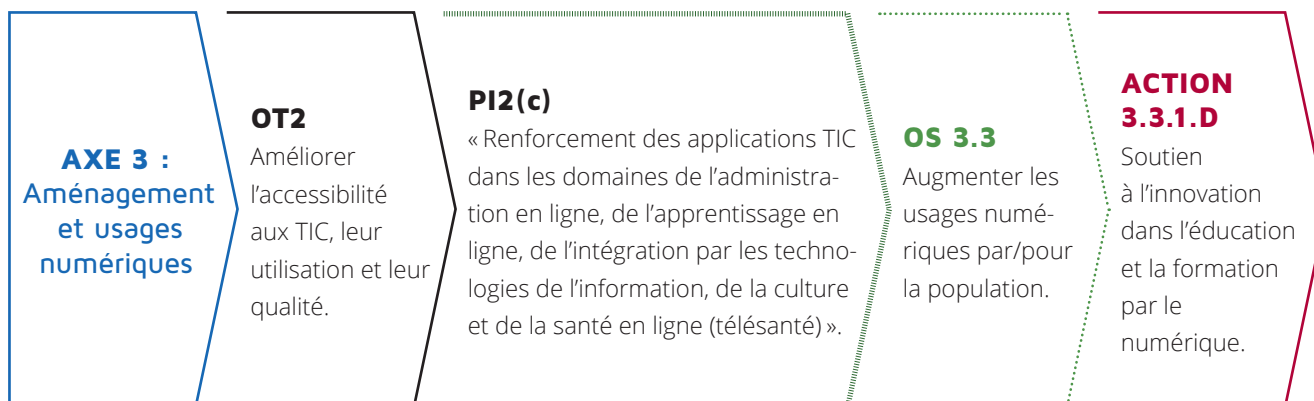 AXE 3 :
Aménagement
et usages
numériques
OT2
Améliorer
l’accessibilité
aux TIC, leur
utilisation et leur
qualité.
PI2(c)
« Renforcement des applications TIC
dans les domaines de l’administra-
tion en ligne, de l’apprentissage en
ligne, de l’intégration par les techno-
logies de l’information, de la culture
et de la santé en ligne (télésanté) ».
OS 3.3
Augmenter les
usages numé-
riques par/pour
la population.
ACTION
3.3.1.D
Soutien
à l’innovation
dans l’éducation
et la formation
par le
numérique.